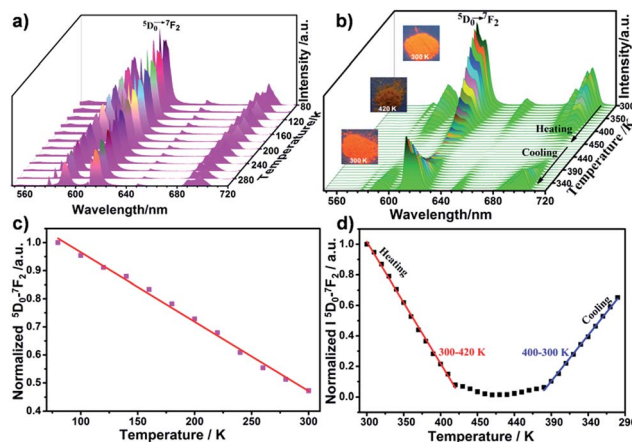 a)
⁵D₀→⁷F₂
Intensity/a.u.
80
120
160
200
240
280
Temperature/K
560
600
640
680
720
Wavelength/nm
b)
⁵D₀→⁷F₂
300 K
420 K
300 K
Intensity/a.u.
300
350
400
450
440
390
340
Heating
Cooling
Temperature /K
560
600
640
680
720
Wavelength/nm
c)
Normalized ⁵D₀-⁷F₂ /a.u.
1.0
0.9
0.8
0.7
0.6
0.5
0.4
100
150
200
250
300
Temperature / K
d)
Normalized I ⁵D₀-⁷F₂ / a.u.
1.0
0.8
0.6
0.4
0.2
0.0
Heating
Cooling
300-420 K
400-300 K
300
350
400
450
440
390
340
290
Temperature / K